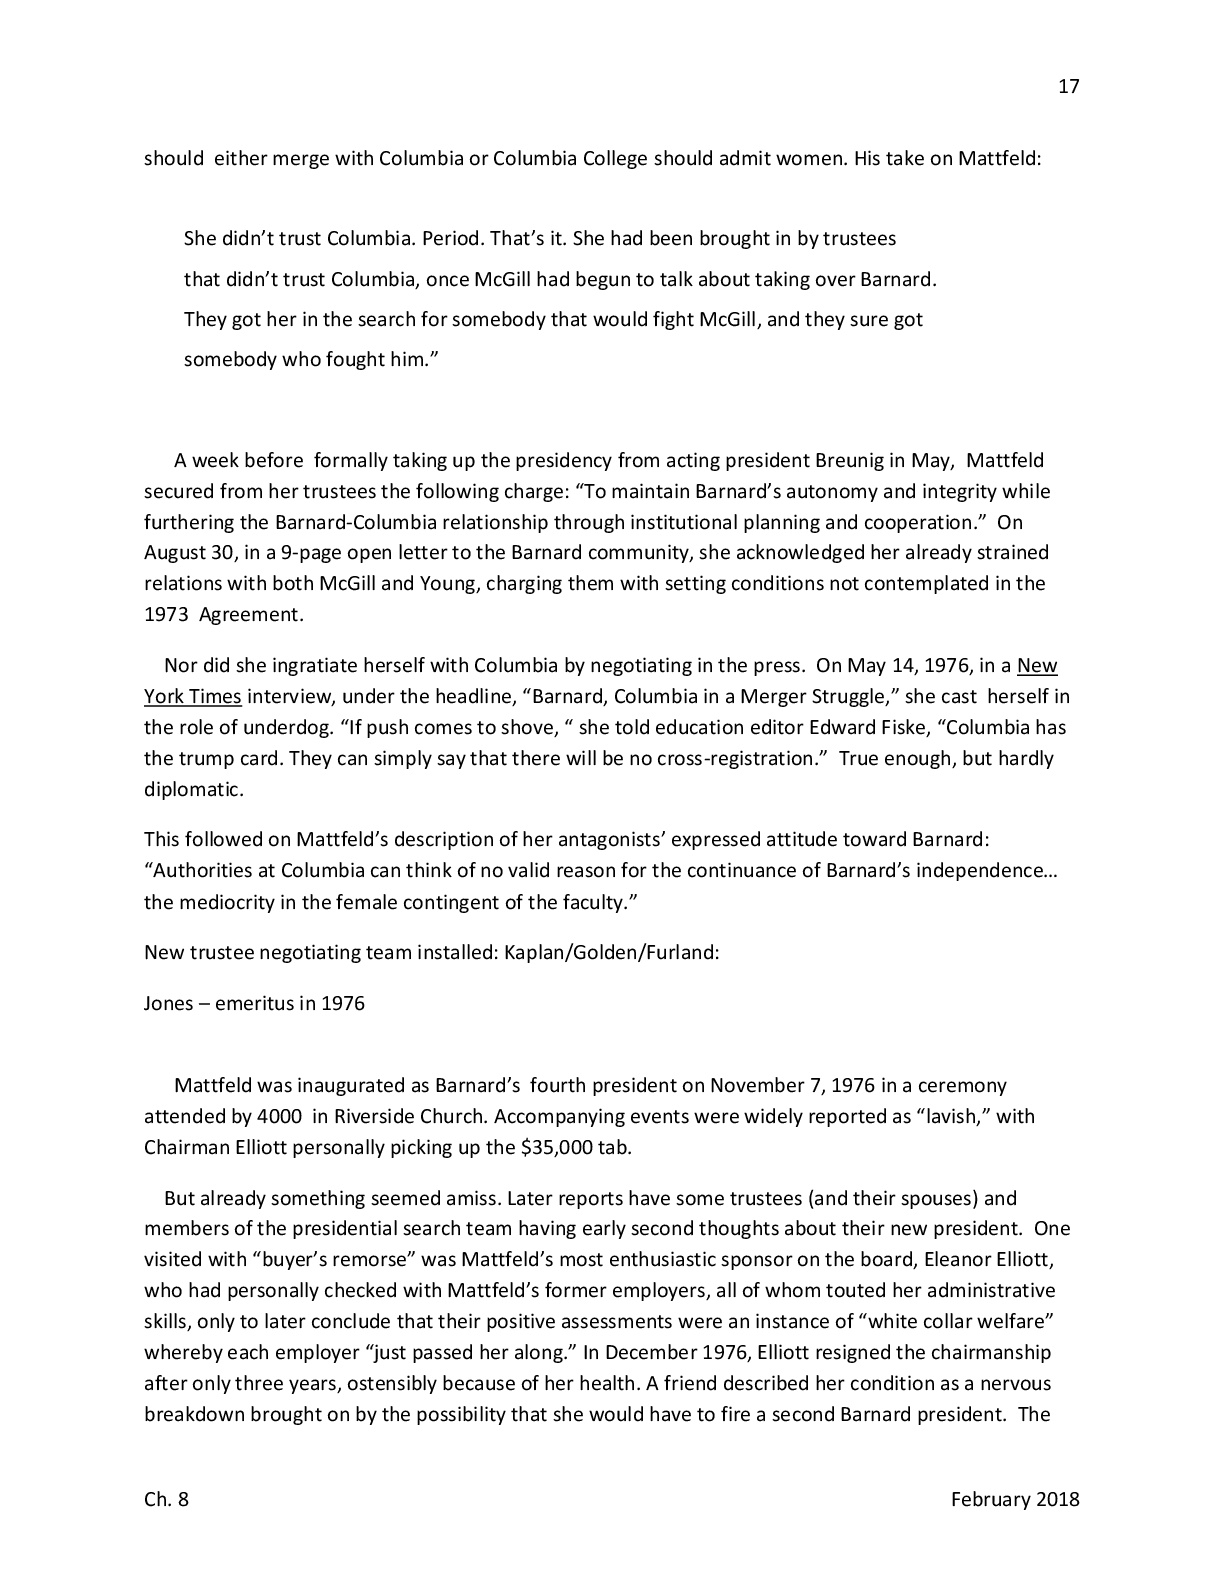 17
should  either merge with Columbia or Columbia College should admit women. His take on Mattfeld:
She didn’t trust Columbia. Period. That’s it. She had been brought in by trustees
that didn’t trust Columbia, once McGill had begun to talk about taking over Barnard.
They got her in the search for somebody that would fight McGill, and they sure got
somebody who fought him.”
A week before  formally taking up the presidency from acting president Breunig in May,  Mattfeld
secured from her trustees the following charge: “To maintain Barnard’s autonomy and integrity while
furthering the Barnard-Columbia relationship through institutional planning and cooperation.”  On
August 30, in a 9-page open letter to the Barnard community, she acknowledged her already strained
relations with both McGill and Young, charging them with setting conditions not contemplated in the
1973  Agreement.
Nor did she ingratiate herself with Columbia by negotiating in the press.  On May 14, 1976, in a New
York Times interview, under the headline, “Barnard, Columbia in a Merger Struggle,” she cast  herself in
the role of underdog. “If push comes to shove, “ she told education editor Edward Fiske, “Columbia has
the trump card. They can simply say that there will be no cross-registration.”  True enough, but hardly
diplomatic.
This followed on Mattfeld’s description of her antagonists’ expressed attitude toward Barnard:
“Authorities at Columbia can think of no valid reason for the continuance of Barnard’s independence…
the mediocrity in the female contingent of the faculty.”
New trustee negotiating team installed: Kaplan/Golden/Furland:
Jones – emeritus in 1976
Mattfeld was inaugurated as Barnard’s  fourth president on November 7, 1976 in a ceremony
attended by 4000  in Riverside Church. Accompanying events were widely reported as “lavish,” with
Chairman Elliott personally picking up the $35,000 tab.
But already something seemed amiss. Later reports have some trustees (and their spouses) and
members of the presidential search team having early second thoughts about their new president.  One
visited with “buyer’s remorse” was Mattfeld’s most enthusiastic sponsor on the board, Eleanor Elliott,
who had personally checked with Mattfeld’s former employers, all of whom touted her administrative
skills, only to later conclude that their positive assessments were an instance of “white collar welfare”
whereby each employer “just passed her along.” In December 1976, Elliott resigned the chairmanship
after only three years, ostensibly because of her health. A friend described her condition as a nervous
breakdown brought on by the possibility that she would have to fire a second Barnard president.  The
Ch. 8
February 2018